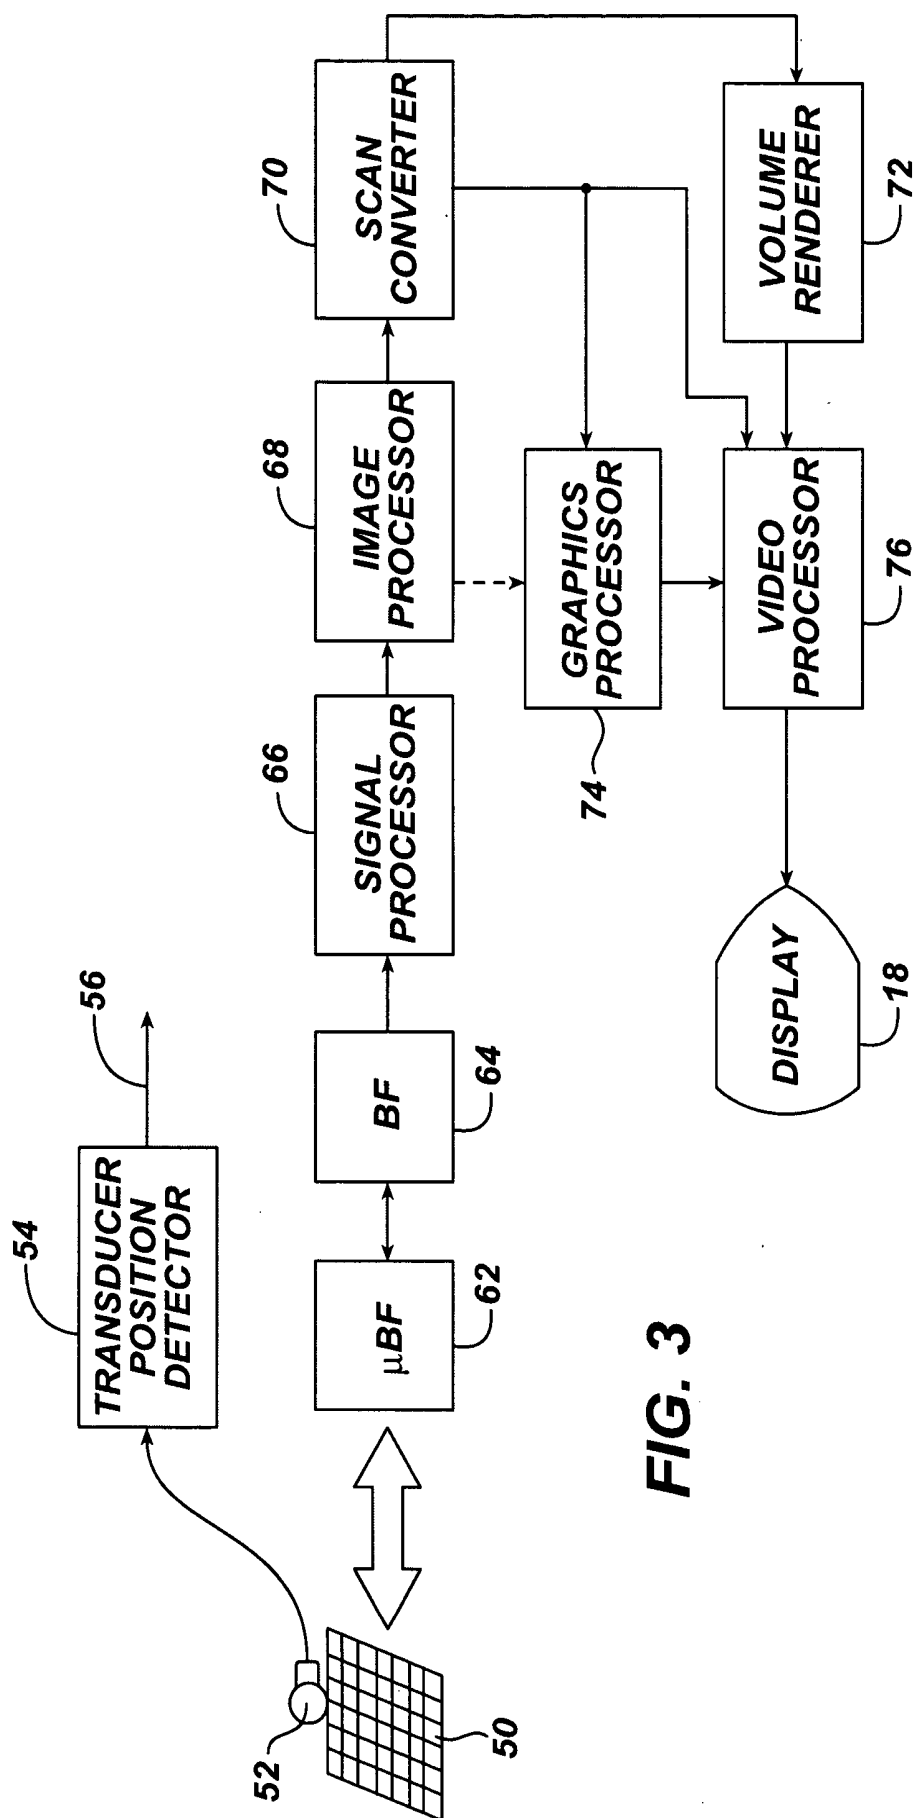 54
TRANSDUCER
POSITION
DETECTOR
56
52
50
µBF
62
BF
64
66
SIGNAL
PROCESSOR
68
IMAGE
PROCESSOR
70
SCAN
CONVERTER
GRAPHICS
PROCESSOR
74
DISPLAY
18
VIDEO
PROCESSOR
76
VOLUME
RENDERER
72
FIG. 3